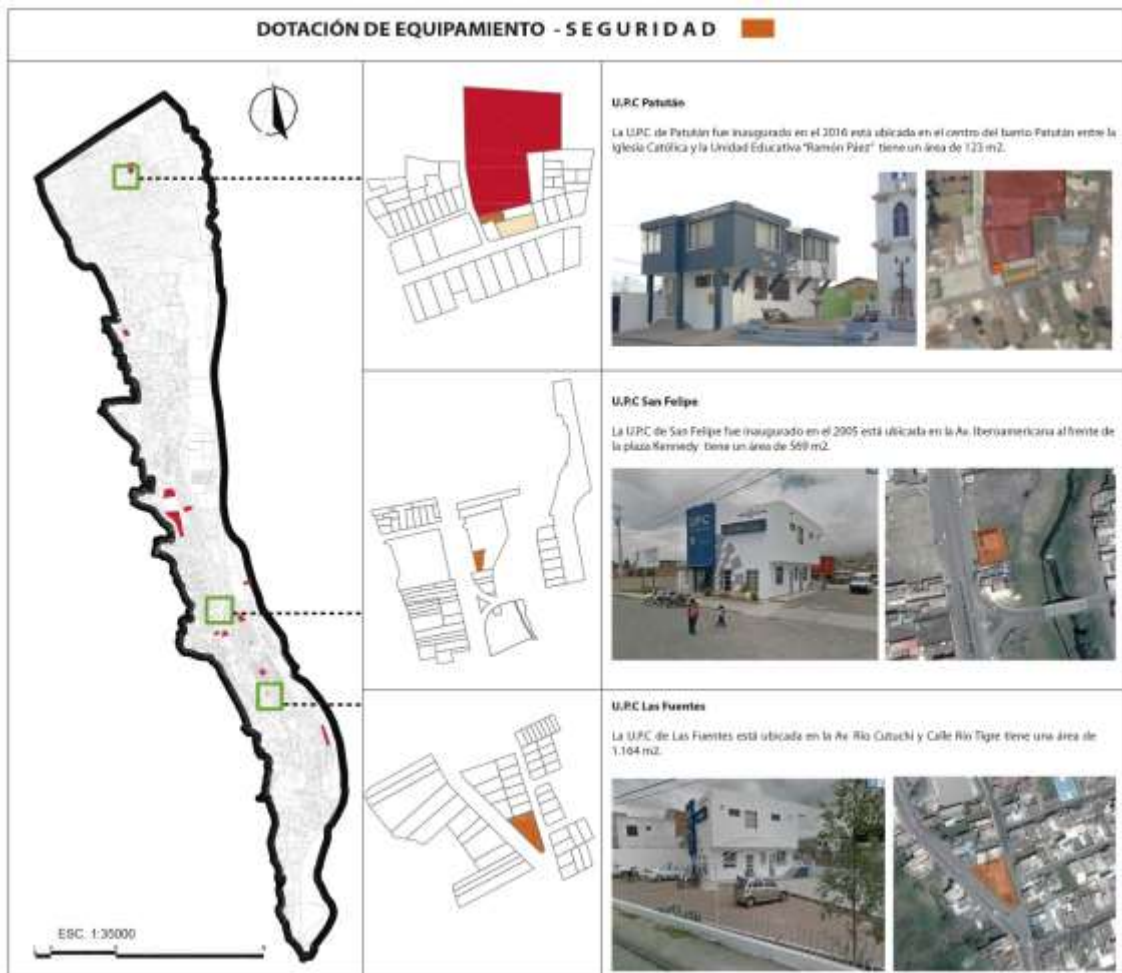 DOTACIÓN DE EQUIPAMIENTO - S E G U R I D A D
U.P.C Patután
La U.P.C. de Patután fue inaugurado en el 2016 está ubicada en el centro del barrio Patután entre la
Iglesia Católica y la Unidad Educativa "Ramón Páez" tiene un área de 123 m2.
U.P.C San Felipe
La U.P.C de San Felipe fue inaugurado en el 2005 está ubicada en la Av. Iberoamericana al frente de
la plaza Kennedy tiene un área de 569 m2.
UPC
U.P.C Las Fuentes
La U.P.C de Las Fuentes está ubicada en la Av. Río Cutuchi y Calle Río Tigre tiene una área de
1.164 m2.
ESC. 1:35000